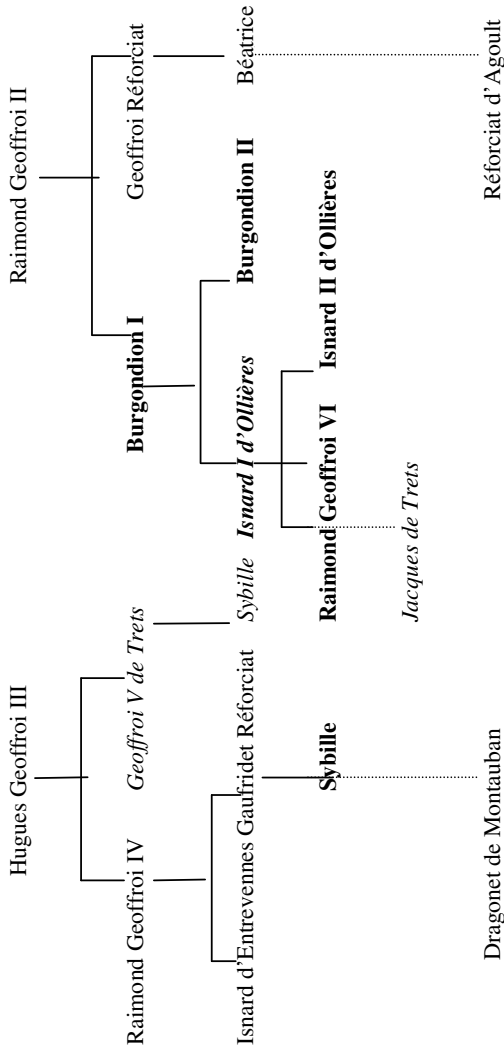 Hugues Geoffroi III Raimond Geoffroi II
Raimond Geoffroi IV Geoffroi V de Trets Burgondion I Geoffroi Réforciat
Isnard d'Entrevennes Gaufridet Réforciat Sybille Isnard I d'Ollières Burgondion II Béatrice
Sybille Raimond Geoffroi VI Isnard II d'Ollières
Jacques de Trets
Dragonet de Montauban Réforciat d'Agoult